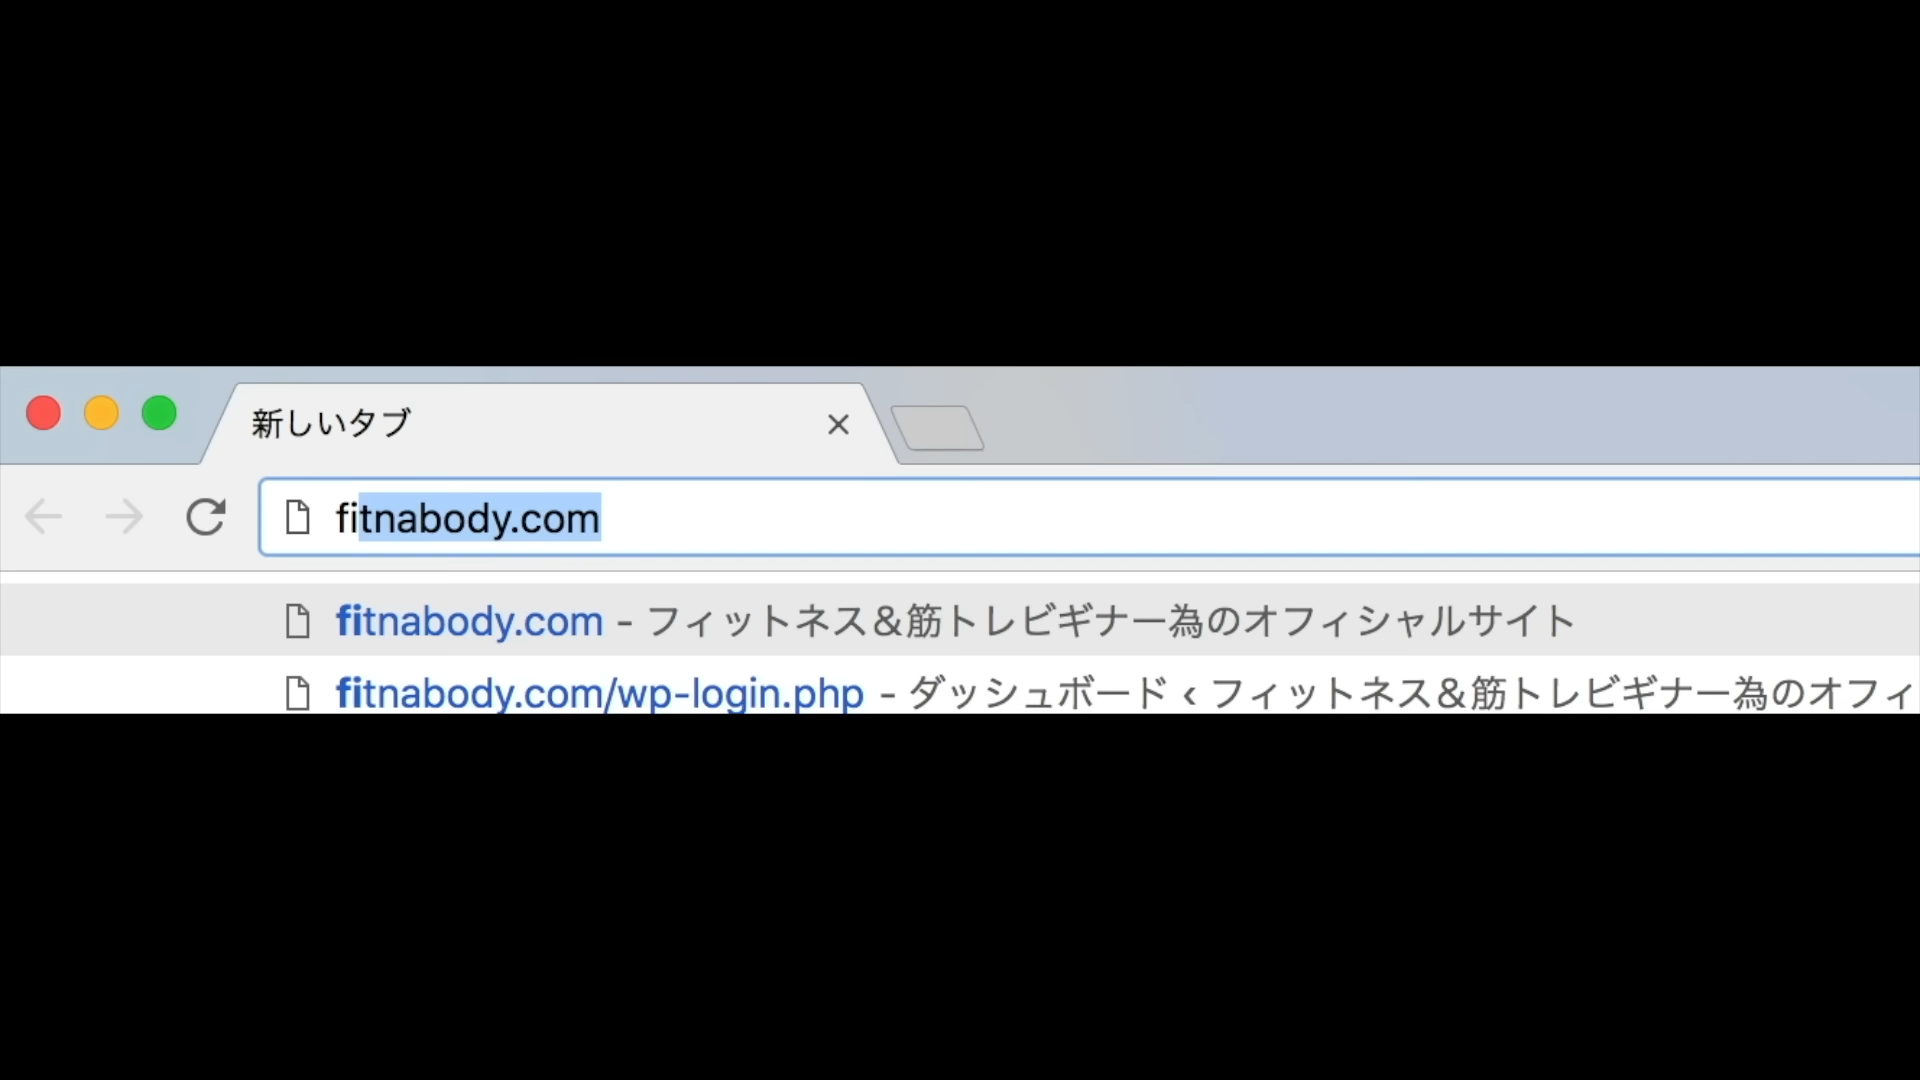 新しいタブ
fitnabody.com
fitnabody.com - フィットネス&筋トレビギナー為のオフィシャルサイト
fitnabody.com/wp-login.php - ダッシュボード ‹ フィットネス&筋トレビギナー為のオフィ